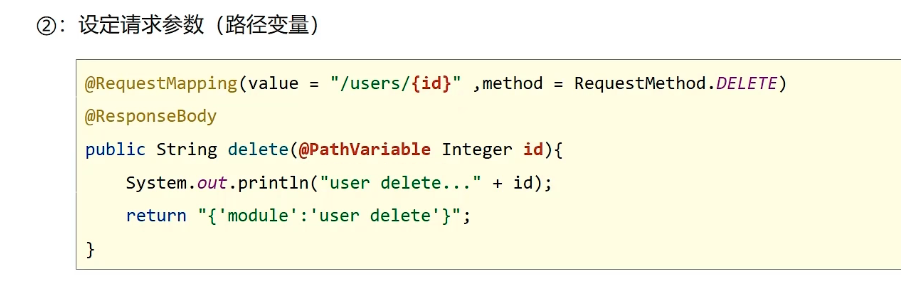 ②：设定请求参数（路径变量）
@RequestMapping(value = "/users/{id}" ,method = RequestMethod.DELETE)
@ResponseBody
public String delete(@PathVariable Integer id){
    System.out.println("user delete..." + id);
    return "{'module':'user delete'}";
}